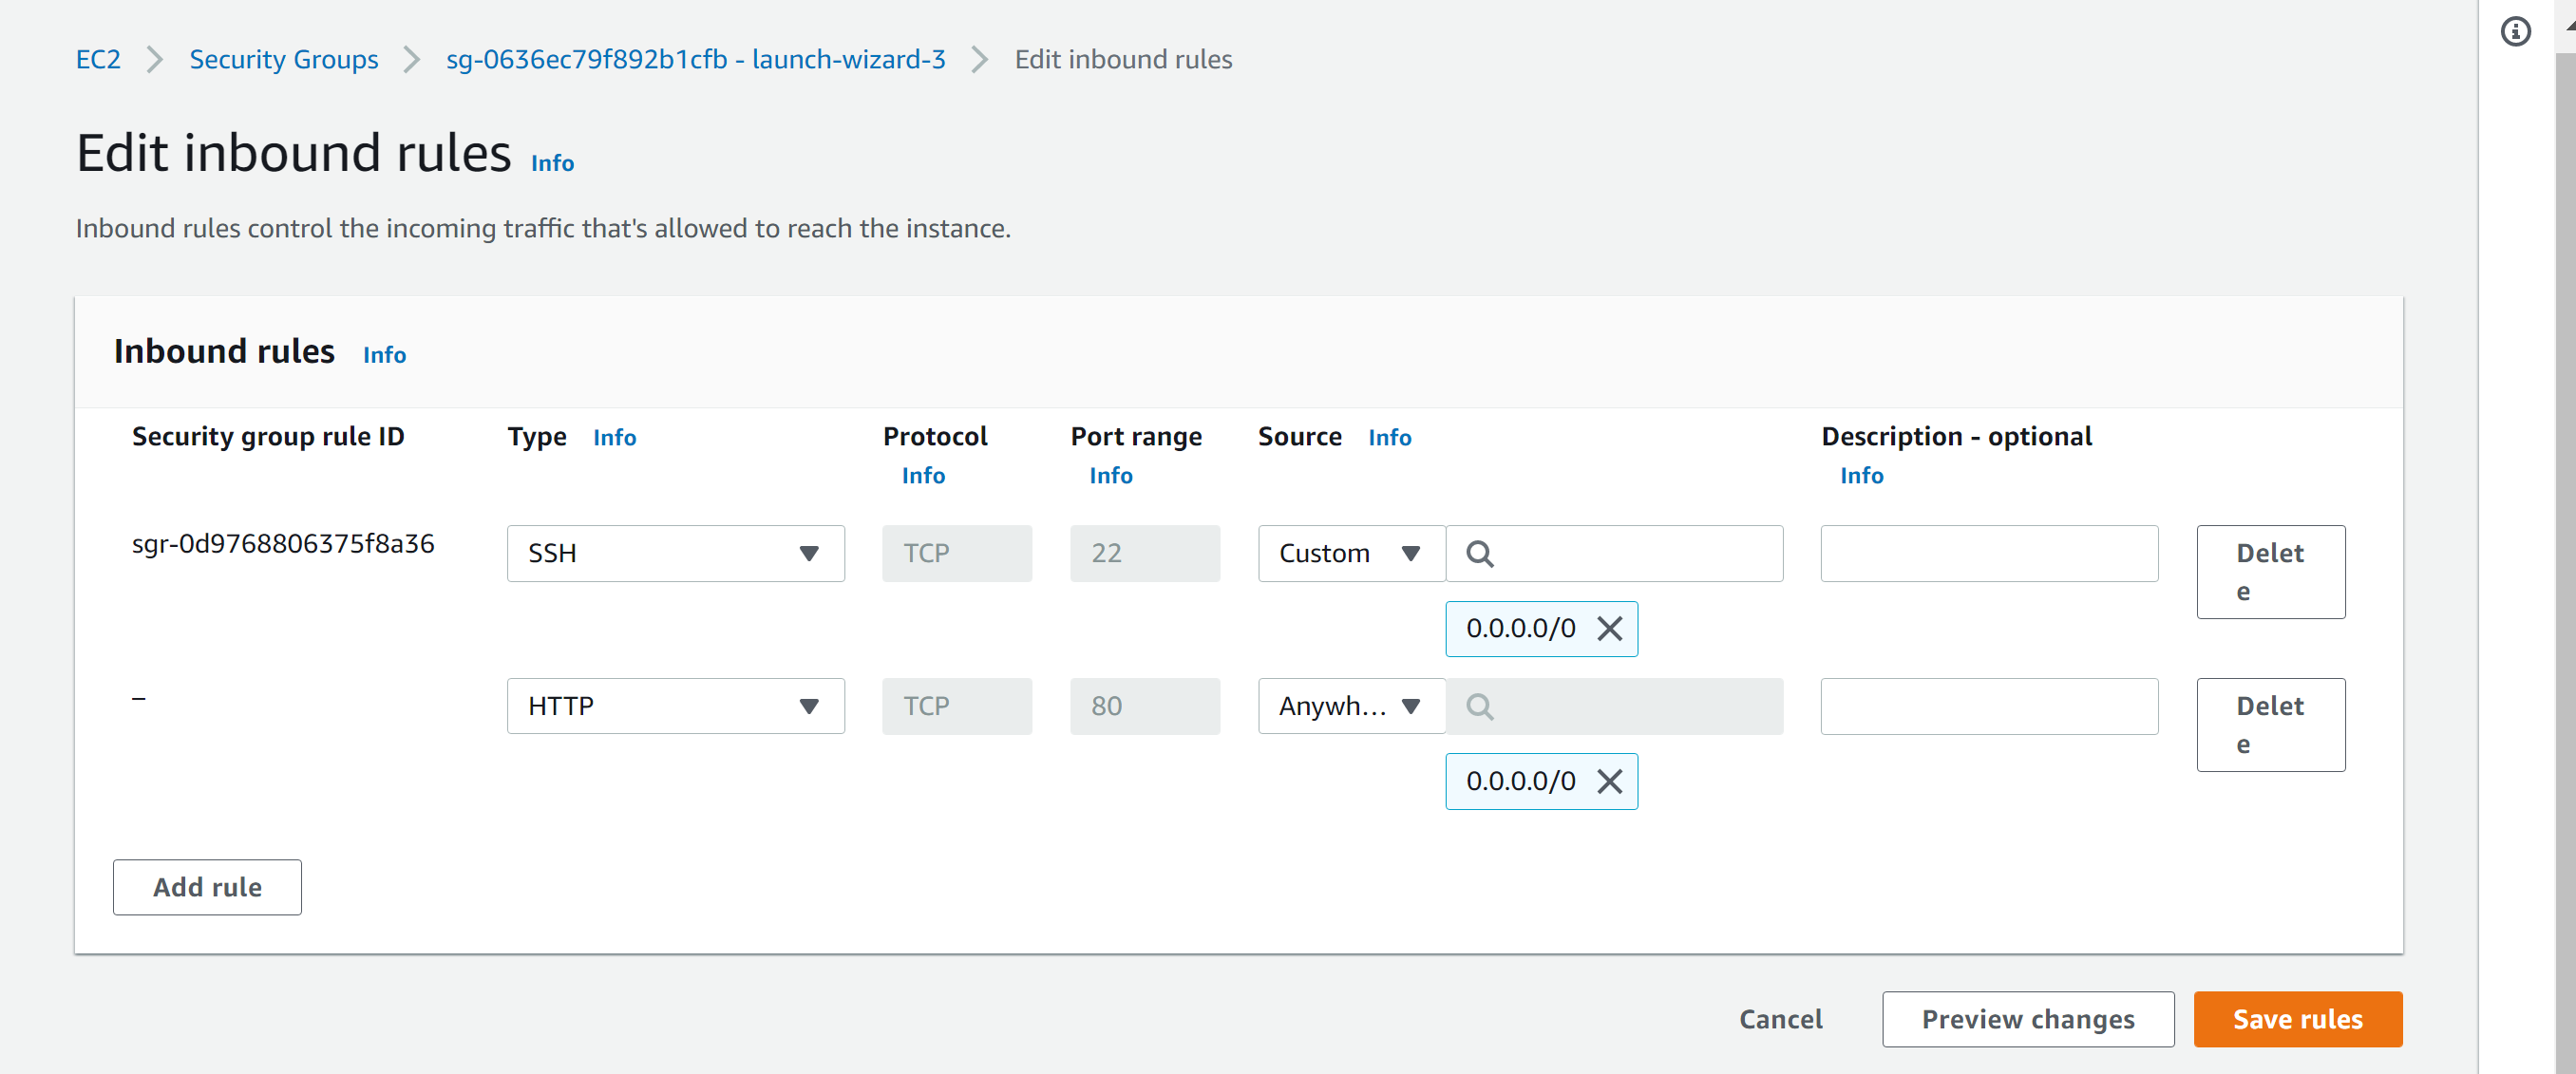 EC2 Security Groups sg-0636ec79f892b1cfb - launch-wizard-3 Edit inbound rules
Edit inbound rules Info
Inbound rules control the incoming traffic that's allowed to reach the instance.
Inbound rules Info
Security group rule ID Type Info Protocol Port range Source Info Description - optional
Info Info Info
sgr-0d9768806375f8a36 SSH TCP 22 Custom Delet
e
0.0.0.0/0
– HTTP TCP 80 Anywh... Delet
e
0.0.0.0/0
Add rule
Cancel Preview changes Save rules